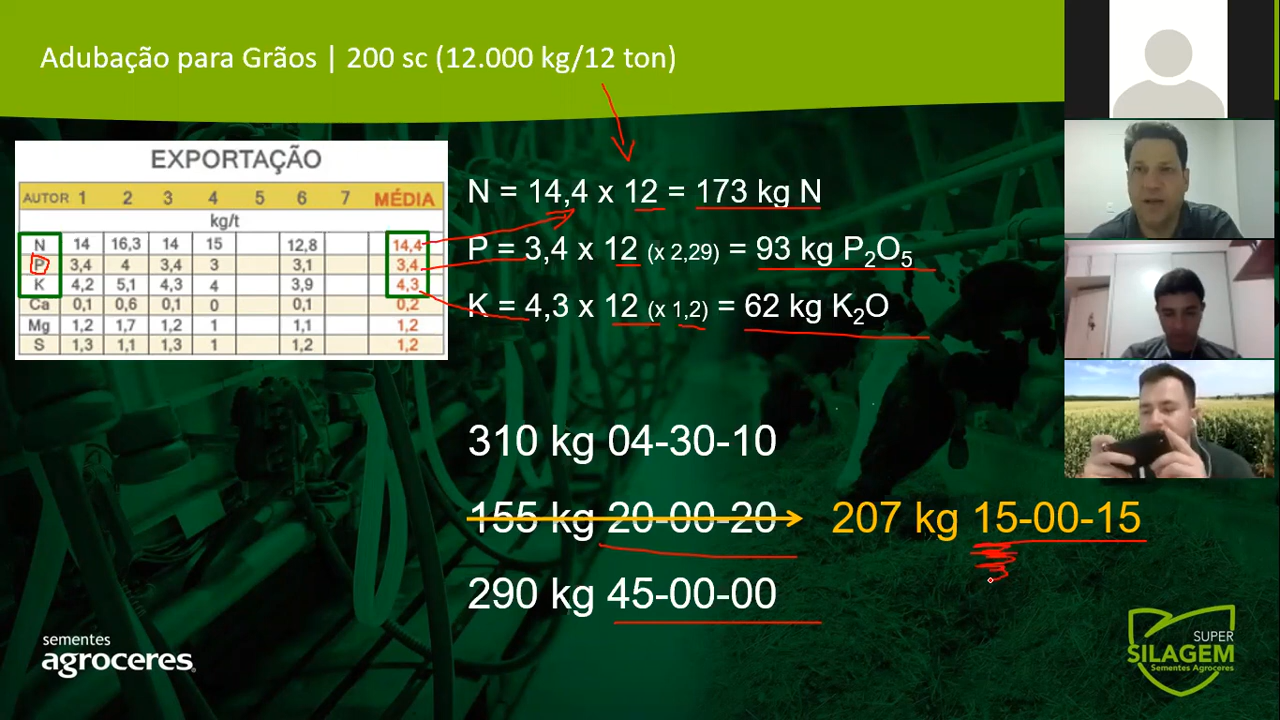 Adubação para Grãos | 200 sc (12.000 kg/12 ton)
EXPORTAÇÃO
AUTOR 1 2 3 4 5 6 7 MÉDIA
kg/t
N 14 16,3 14 15 12,8 14,4
P 3,4 4 3,4 3 3,1 3,4
K 4,2 5,1 4,3 4 3,9 4,3
Ca 0,1 0,6 0,1 0 0,1 0,2
Mg 1,2 1,7 1,2 1 1,1 1,2
S 1,3 1,1 1,3 1 1,2 1,2
N = 14,4 x 12 = 173 kg N
P = 3,4 x 12 (x 2,29) = 93 kg P₂O₅
K = 4,3 x 12 (x 1,2) = 62 kg K₂O
310 kg 04-30-10
155 kg 20-00-20 207 kg 15-00-15
290 kg 45-00-00
sementes
agroceres
SUPER
SILAGEM
Sementes Agroceres